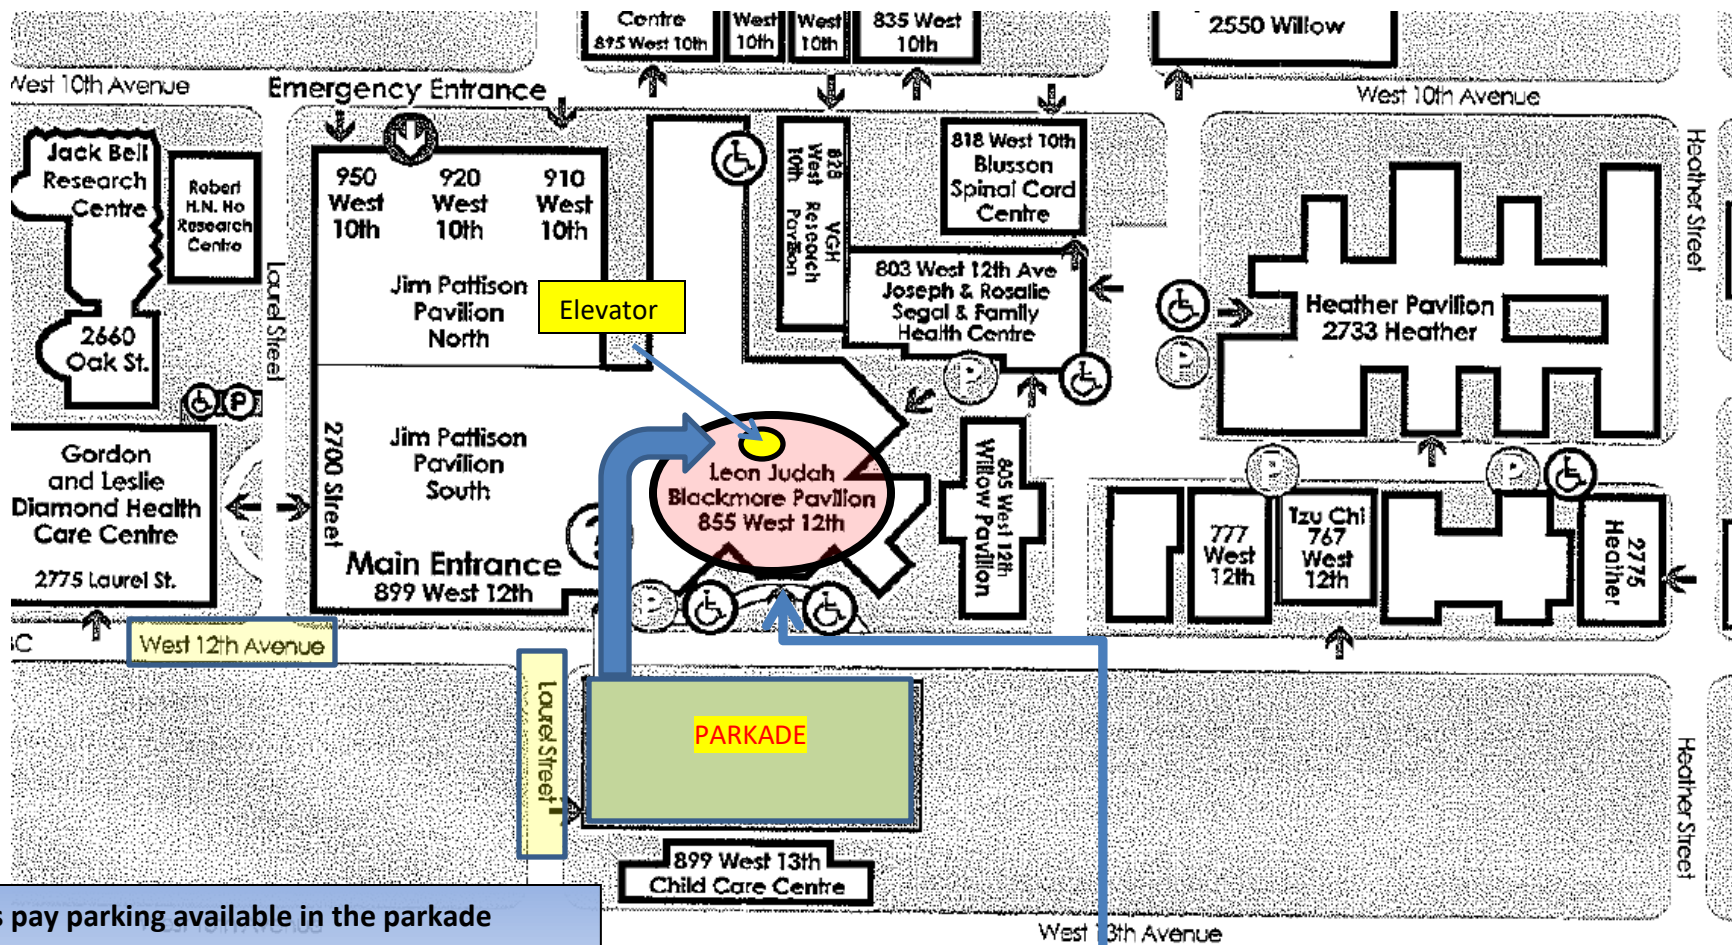 Centre
895 West 10th
West
10th
West
10th
835 West
10th
2550 Willow
West 10th Avenue
Emergency Entrance
West 10th Avenue
Jack Bell
Research
Centre
Robert
H.N. Ho
Research
Centre
950
West
10th
920
West
10th
910
West
10th
828
West
10th
VGH
Research
Pavilion
818 West 10th
Blusson
Spinal Cord
Centre
Heather Street
Laurel Street
Jim Pattison
Pavilion
North
Elevator
803 West 12th Ave
Joseph & Rosalie
Segal & Family
Health Centre
Heather Pavilion
2733 Heather
2660
Oak St.
P
P
P
Gordon
and Leslie
Diamond Health
Care Centre
2775 Laurel St.
2700 Street
Jim Pattison
Pavilion
South
Leon Judah
Blackmore Pavilion
855 West 12th
805 West 12th
Willow Pavilion
P
P
777
West
12th
Tzu Chi
767
West
12th
2775
Heather
Main Entrance
899 West 12th
P
West 12th Avenue
Laurel Street
PARKADE
Heather Street
899 West 13th
Child Care Centre
pay parking available in the parkade
West 13th Avenue